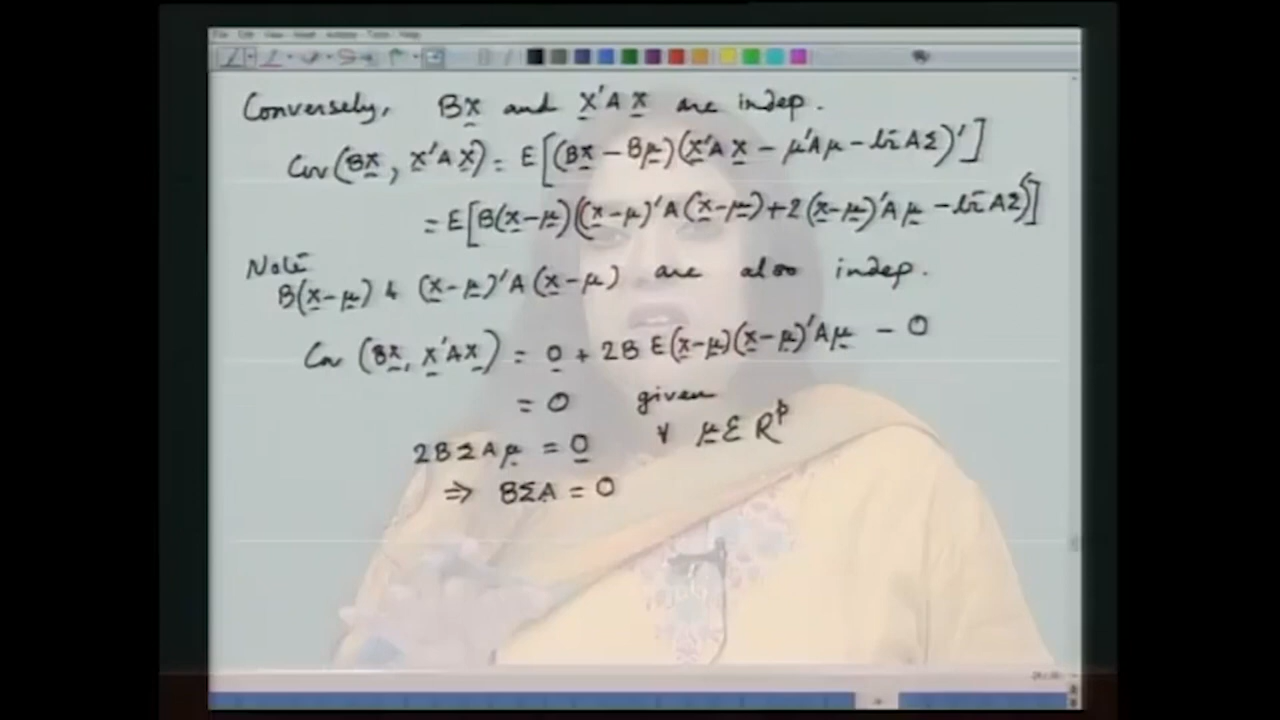 Conversely, Bx and x'Ax are indep.
Cov(Bx, x'Ax) = E[(Bx - Bμ)(x'Ax - μ'Aμ - tr AΣ)']
= E[B(x-μ)((x-μ)'A(x-μ) + 2(x-μ)'Aμ - tr AΣ)]
Note
B(x-μ) & (x-μ)'A(x-μ) are also indep.
Cov (Bx, x'Ax) = 0 + 2B E(x-μ)(x-μ)'Aμ - 0
= 0 given
2BΣAμ = 0 ∀ μ ε R^p
⇒ BΣA = 0